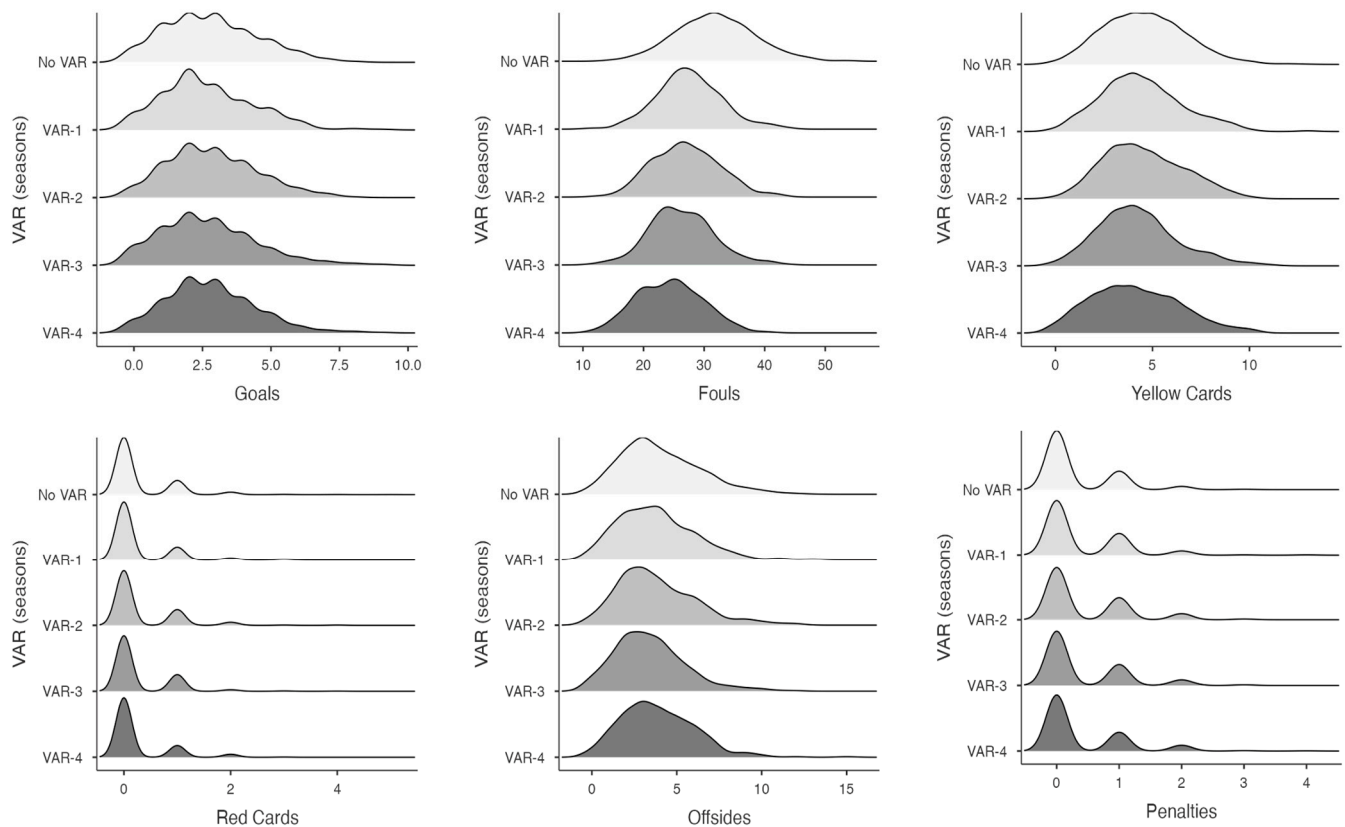 VAR (seasons)
No VAR
VAR-1
VAR-2
VAR-3
VAR-4
0.0 2.5 5.0 7.5 10.0
Goals
VAR (seasons)
No VAR
VAR-1
VAR-2
VAR-3
VAR-4
10 20 30 40 50
Fouls
VAR (seasons)
No VAR
VAR-1
VAR-2
VAR-3
VAR-4
0 5 10
Yellow Cards
VAR (seasons)
No VAR
VAR-1
VAR-2
VAR-3
VAR-4
0 2 4
Red Cards
VAR (seasons)
No VAR
VAR-1
VAR-2
VAR-3
VAR-4
0 5 10 15
Offsides
VAR (seasons)
No VAR
VAR-1
VAR-2
VAR-3
VAR-4
0 1 2 3 4
Penalties